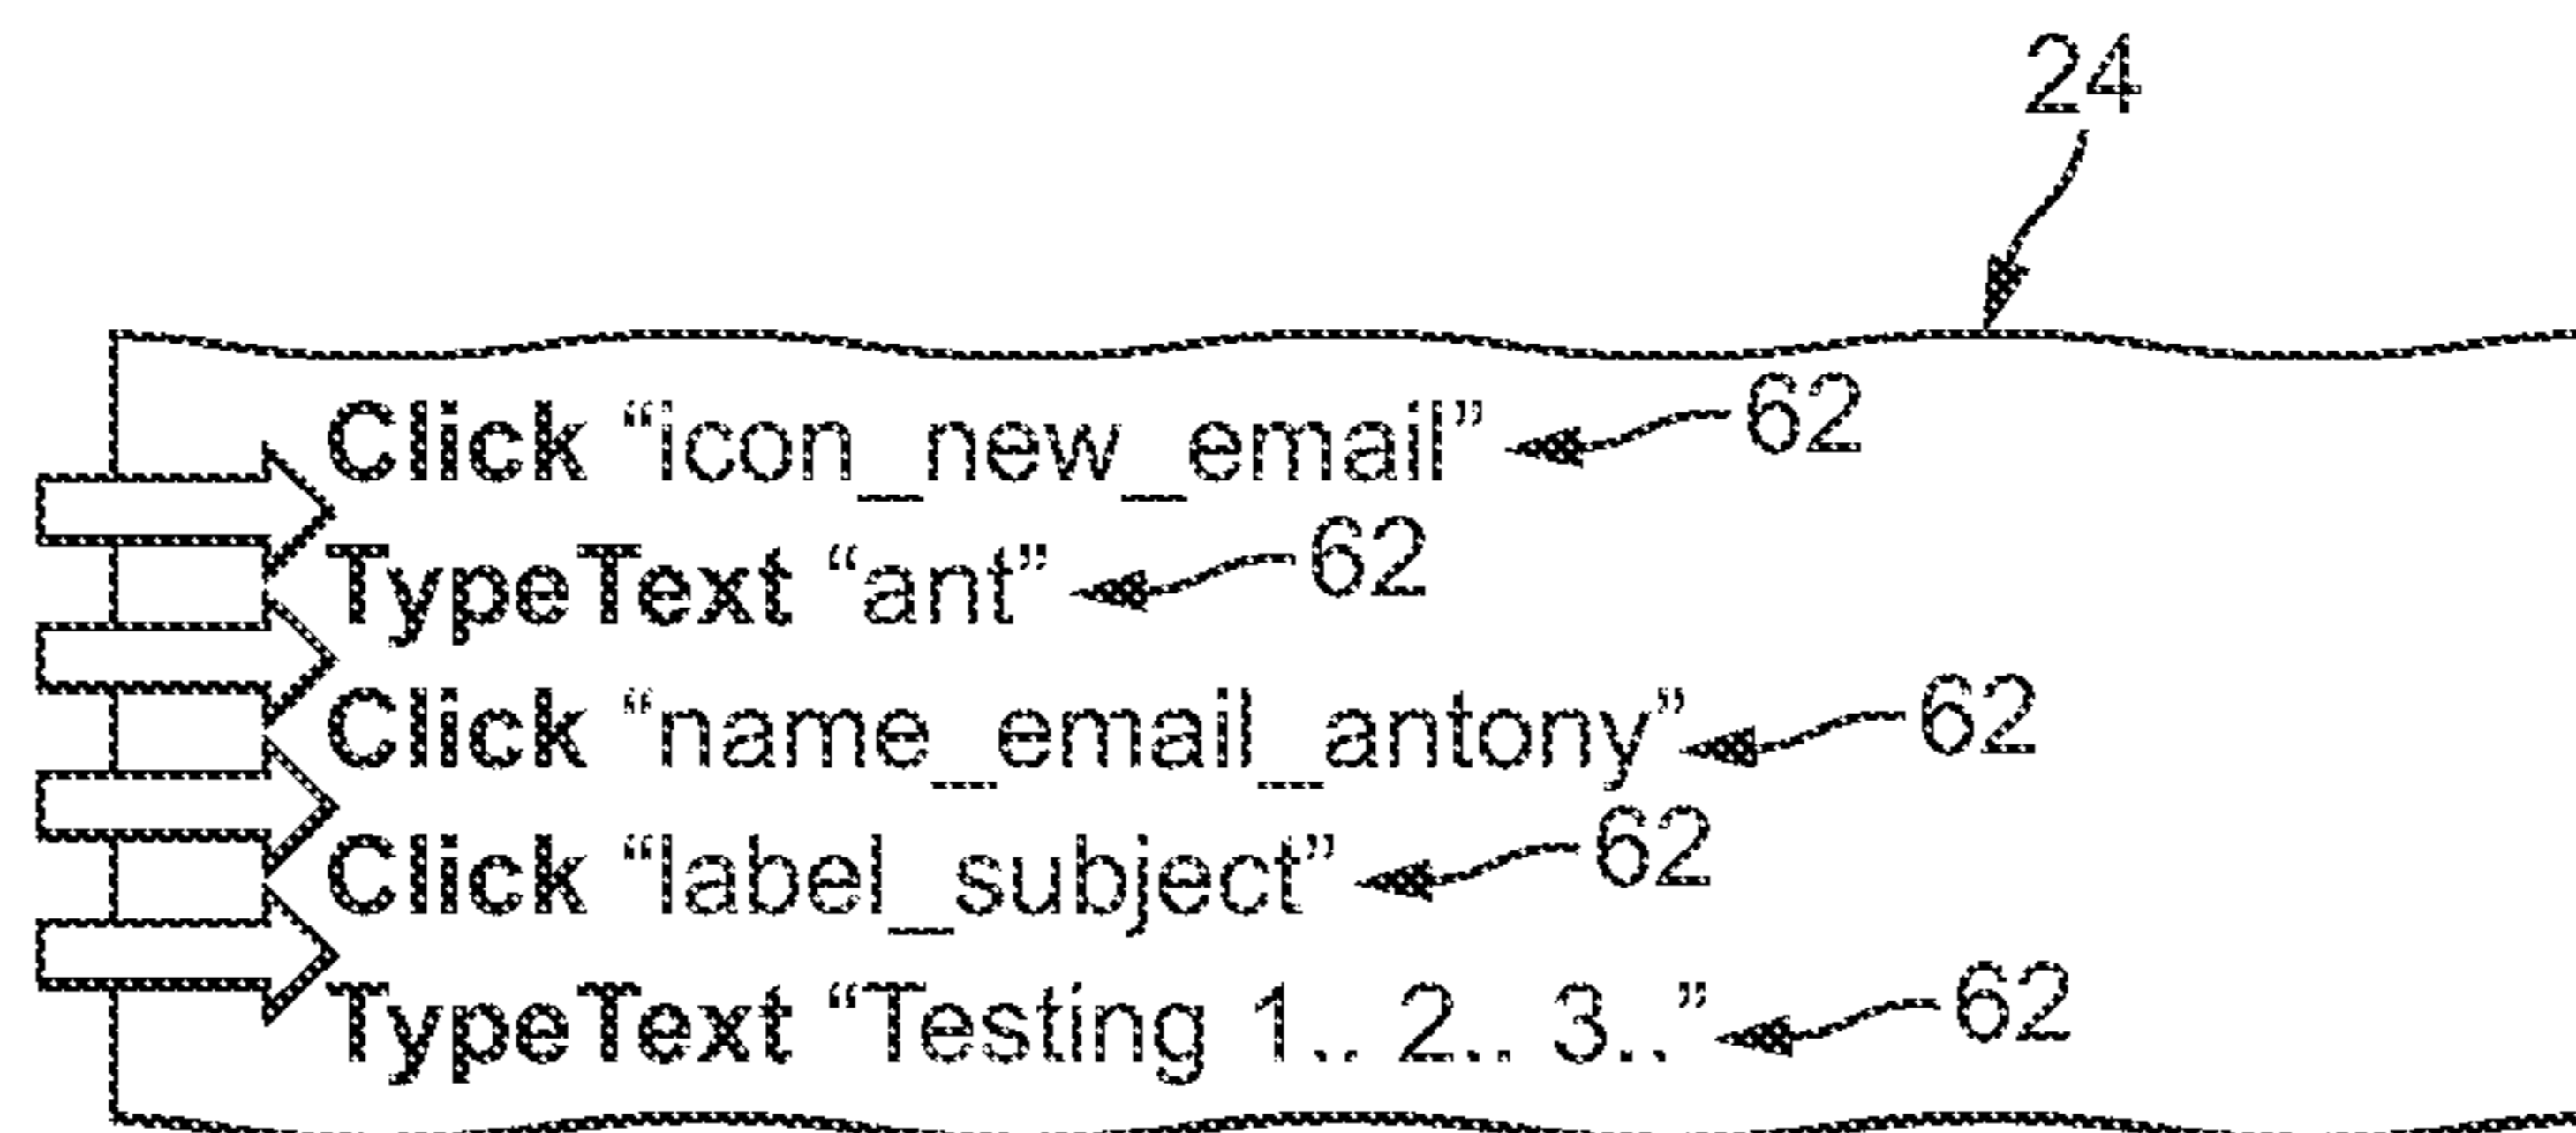 24
Click “icon_new_email” 62
TypeText “ant” 62
Click “name_email_antony” 62
Click “label_subject” 62
TypeText “Testing 1.. 2.. 3..” 62